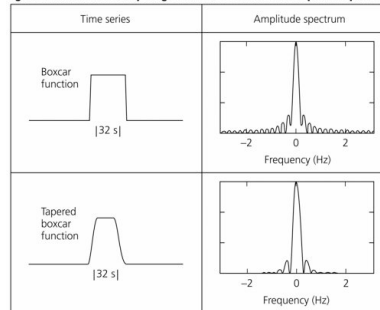 Time series
Amplitude spectrum
Boxcar
function
|32 s|
−2
0
2
Frequency (Hz)
Tapered
boxcar
function
|32 s|
−2
0
2
Frequency (Hz)